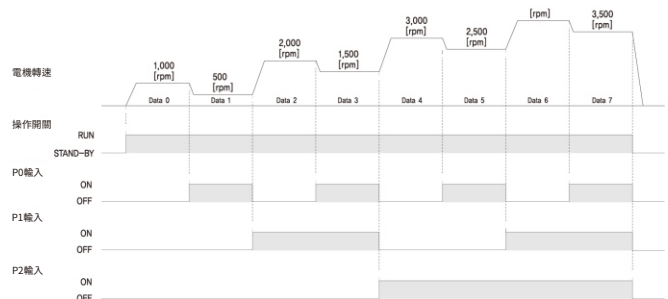 [rpm]
3,000
[rpm]
3,500
[rpm]
2,000
[rpm]
2,500
[rpm]
1,500
[rpm]
1,000
[rpm]
500
[rpm]
電機轉速
Data 0 Data 1 Data 2 Data 3 Data 4 Data 5 Data 6 Data 7
操作開關
RUN
STAND-BY
P0輸入
ON
OFF
P1輸入
ON
OFF
P2輸入
ON
OFF